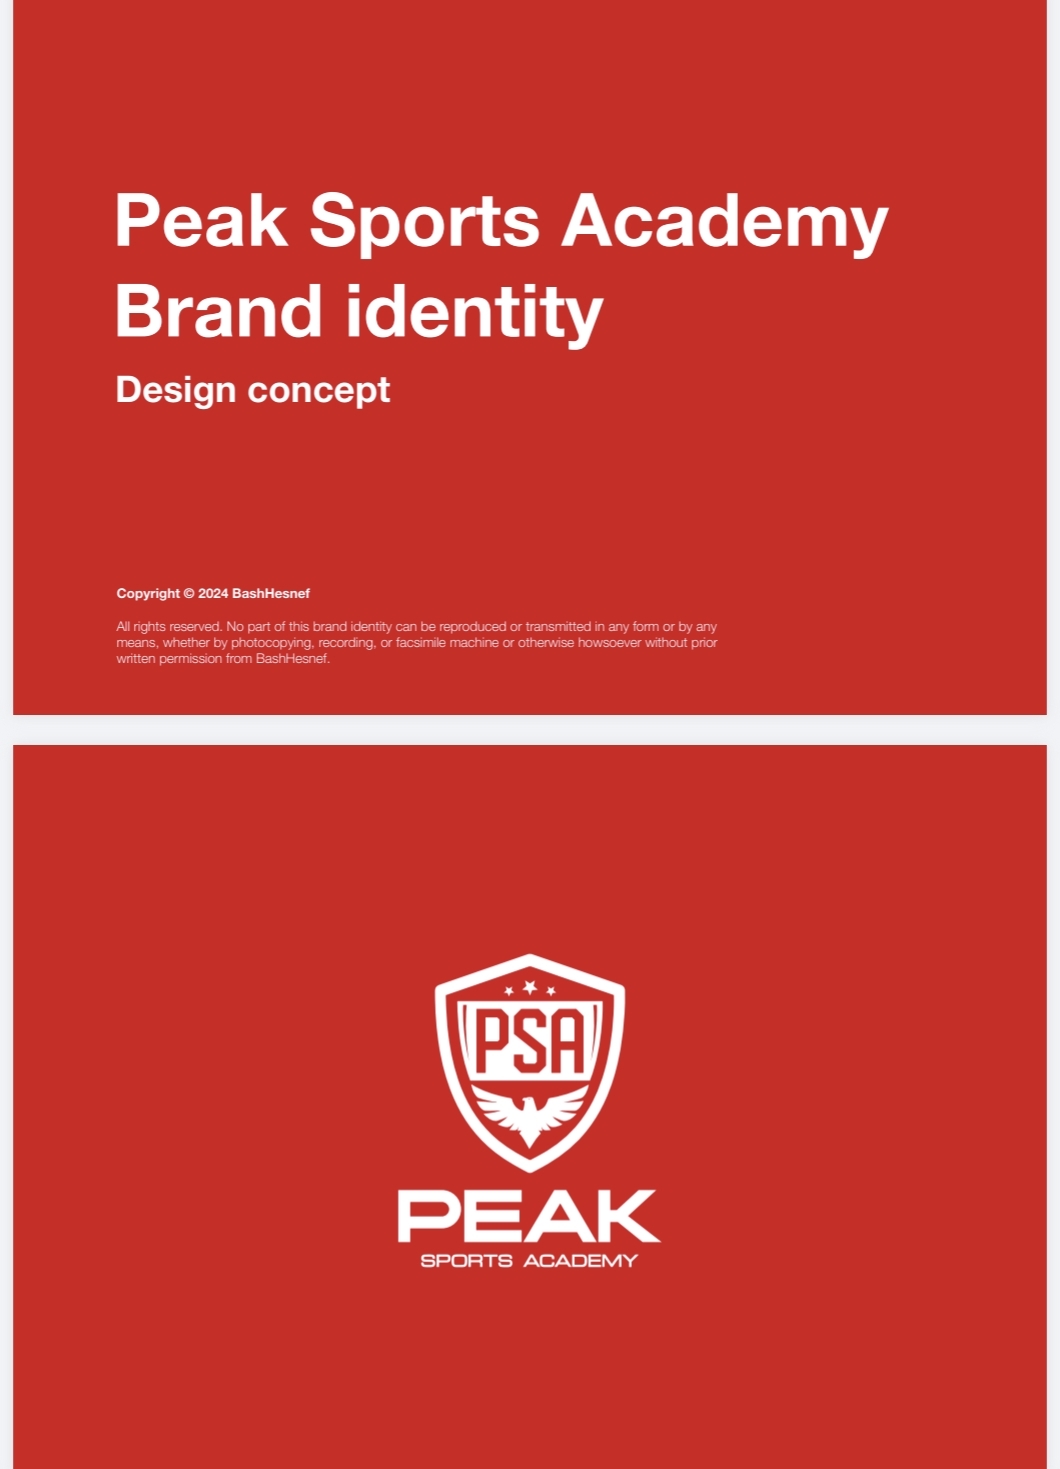 Peak Sports Academy
Brand identity
Design concept
Copyright © 2024 BashHesnef
All rights reserved. No part of this brand identity can be reproduced or transmitted in any form or by any
means, whether by photocopying, recording, or facsimile machine or otherwise howsoever without prior
written permission from BashHesnef.
PSA
PEAK
SPORTS ACADEMY